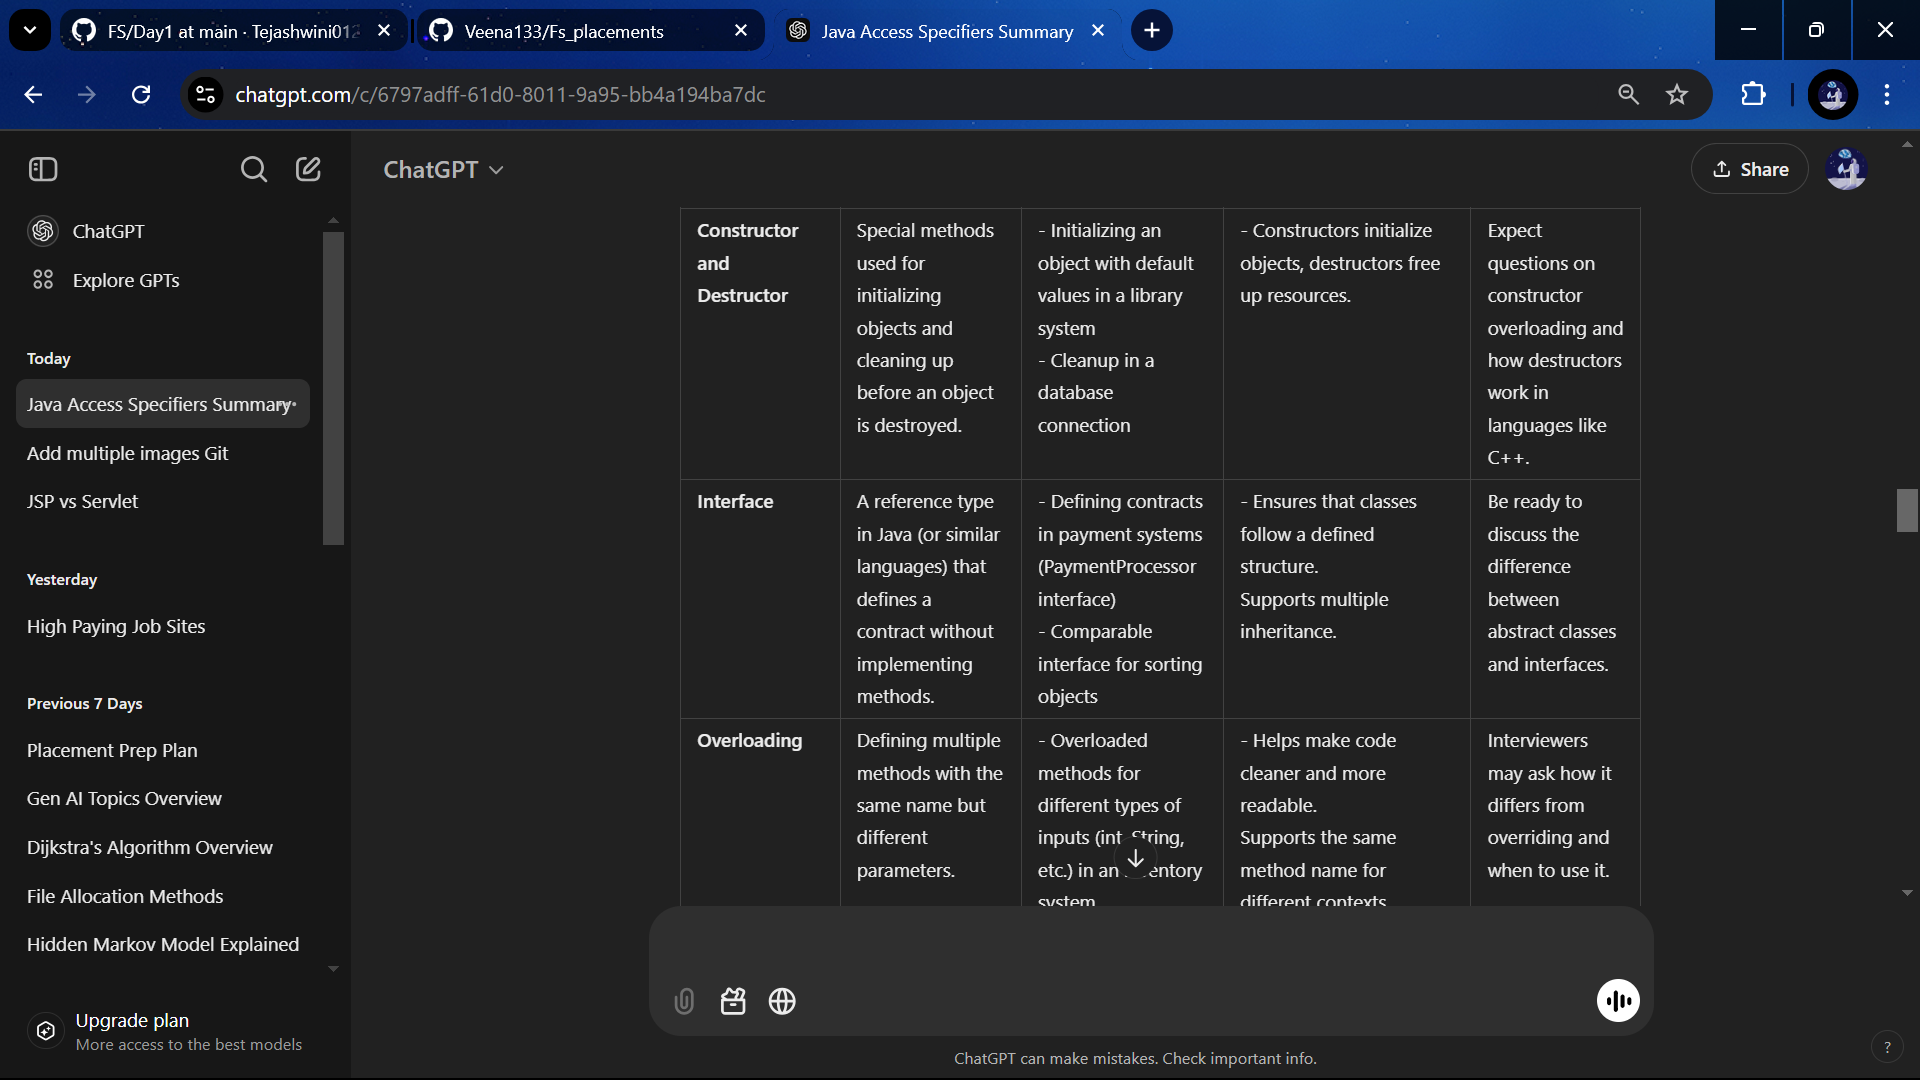 FS/Day1 at main · Tejashwini01
Veena133/Fs_placements
Java Access Specifiers Summary
chatgpt.com/c/6797adff-61d0-8011-9a95-bb4a194ba7dc
ChatGPT
Share
ChatGPT
Explore GPTs
Today
Java Access Specifiers Summary
Add multiple images Git
JSP vs Servlet
Yesterday
High Paying Job Sites
Previous 7 Days
Placement Prep Plan
Gen AI Topics Overview
Dijkstra's Algorithm Overview
File Allocation Methods
Hidden Markov Model Explained
Upgrade plan
More access to the best models
Constructor
and
Destructor
Special methods
used for
initializing
objects and
cleaning up
before an object
is destroyed.
- Initializing an
object with default
values in a library
system
- Cleanup in a
database
connection
- Constructors initialize
objects, destructors free
up resources.
Expect
questions on
constructor
overloading and
how destructors
work in
languages like
C++.
Interface
A reference type
in Java (or similar
languages) that
defines a
contract without
implementing
methods.
- Defining contracts
in payment systems
(PaymentProcessor
interface)
- Comparable
interface for sorting
objects
- Ensures that classes
follow a defined
structure.
Supports multiple
inheritance.
Be ready to
discuss the
difference
between
abstract classes
and interfaces.
Overloading
Defining multiple
methods with the
same name but
different
parameters.
- Overloaded
methods for
different types of
inputs (int, String,
etc.) in an inventory
system
- Helps make code
cleaner and more
readable.
Supports the same
method name for
different contexts
Interviewers
may ask how it
differs from
overriding and
when to use it.
ChatGPT can make mistakes. Check important info.
?